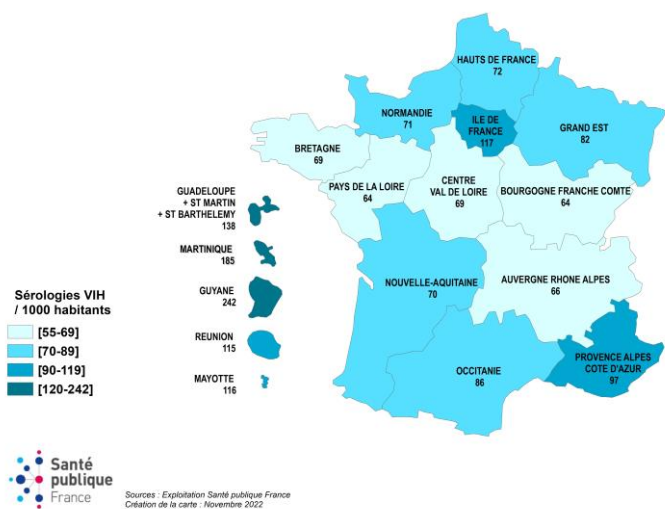 HAUTS DE FRANCE
72
NORMANDIE
71
ILE DE
FRANCE
117
GRAND EST
82
BRETAGNE
69
PAYS DE LA LOIRE
64
CENTRE
VAL DE LOIRE
69
BOURGOGNE FRANCHE COMTE
64
GUADELOUPE
+ ST MARTIN
+ ST BARTHELEMY
138
MARTINIQUE
185
GUYANE
242
REUNION
115
MAYOTTE
116
NOUVELLE-AQUITAINE
70
AUVERGNE RHONE ALPES
66
OCCITANIE
86
PROVENCE ALPES
COTE D'AZUR
97
Sérologies VIH
/ 1000 habitants
[55-69]
[70-89]
[90-119]
[120-242]
Santé
publique
France
Sources : Exploitation Santé publique France
Création de la carte : Novembre 2022